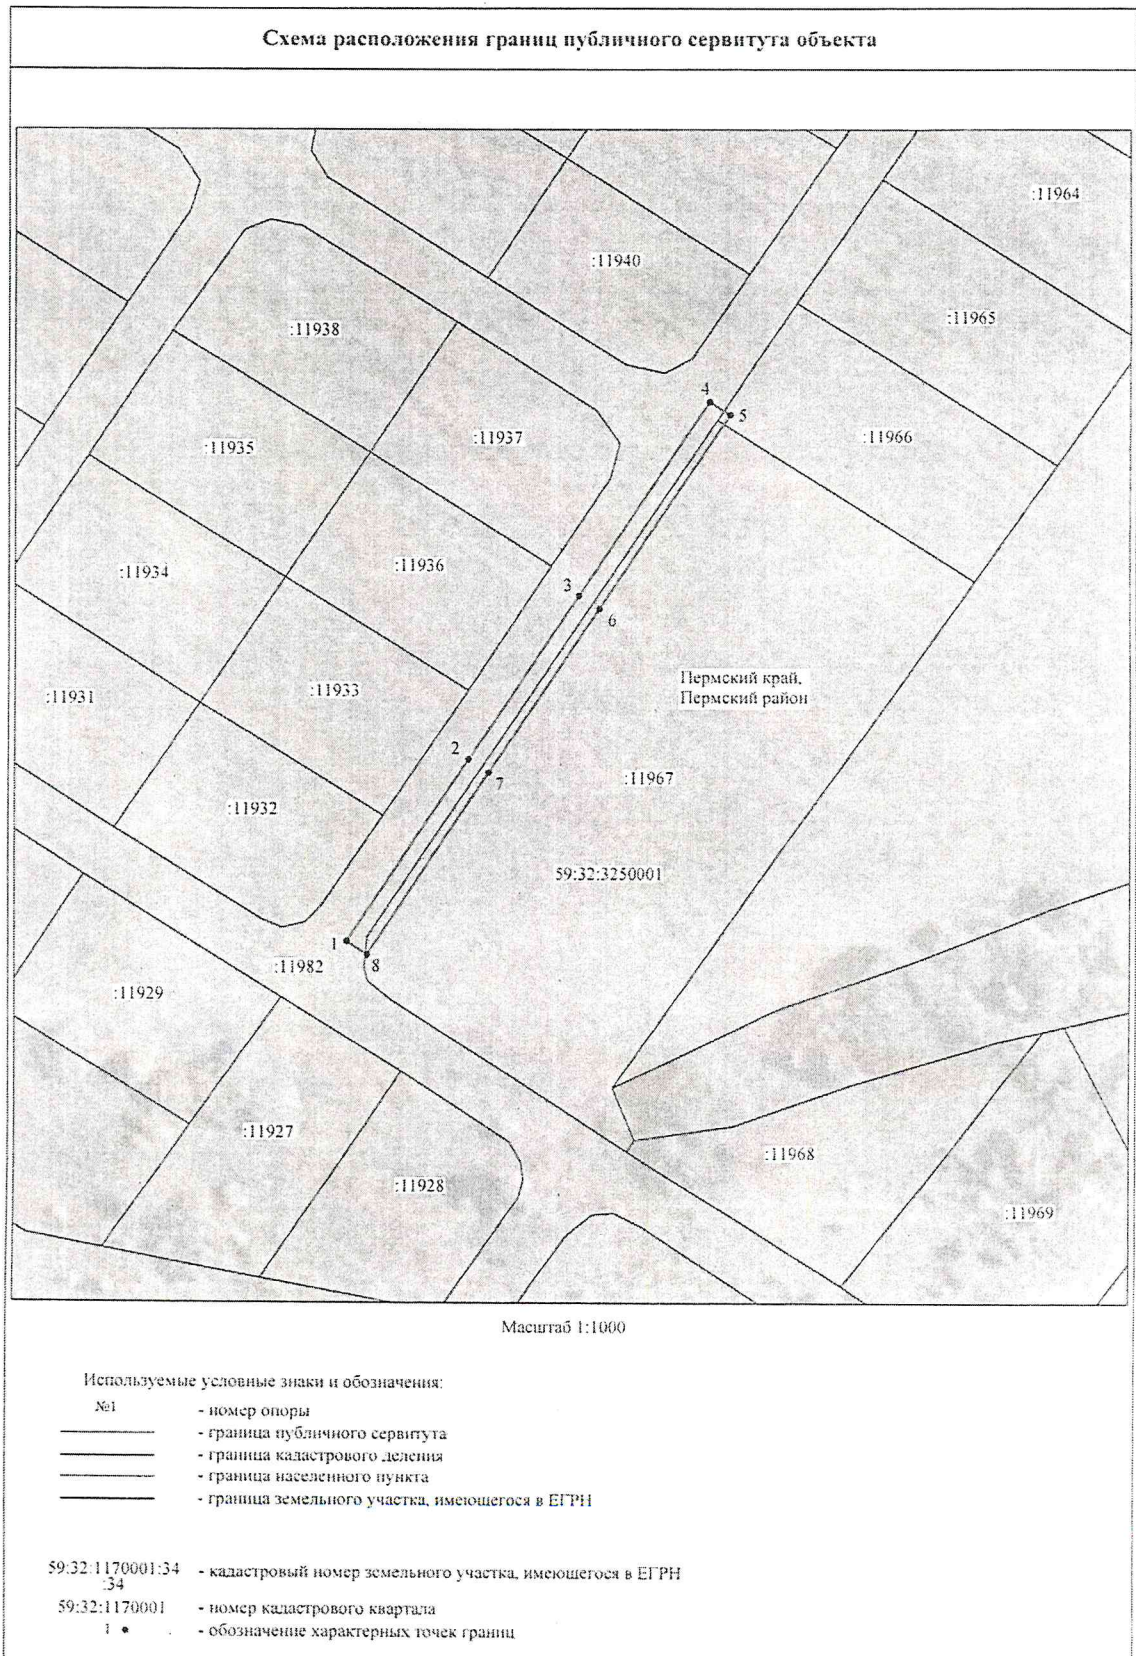 Схема расположения границ публичного сервитута объекта
:11964
:11940
:11965
:11938
4
5
:11937
:11966
:11935
:11936
:11934
3
6
Пермский край,
Пермский район
:11933
:11931
2
7
:11967
:11932
59:32:3250001
1
8
:11982
:11929
:11927
:11968
:11928
:11969
Масштаб 1:1000
Используемые условные знаки и обозначения:
№1 - номер опоры
- граница публичного сервитута
- граница кадастрового деления
- граница населенного пункта
- граница земельного участка, имеющегося в ЕГРН
59:32:1170001:34 - кадастровый номер земельного участка, имеющегося в ЕГРН
:34
59:32:1170001 - номер кадастрового квартала
1 - обозначение характерных точек границ